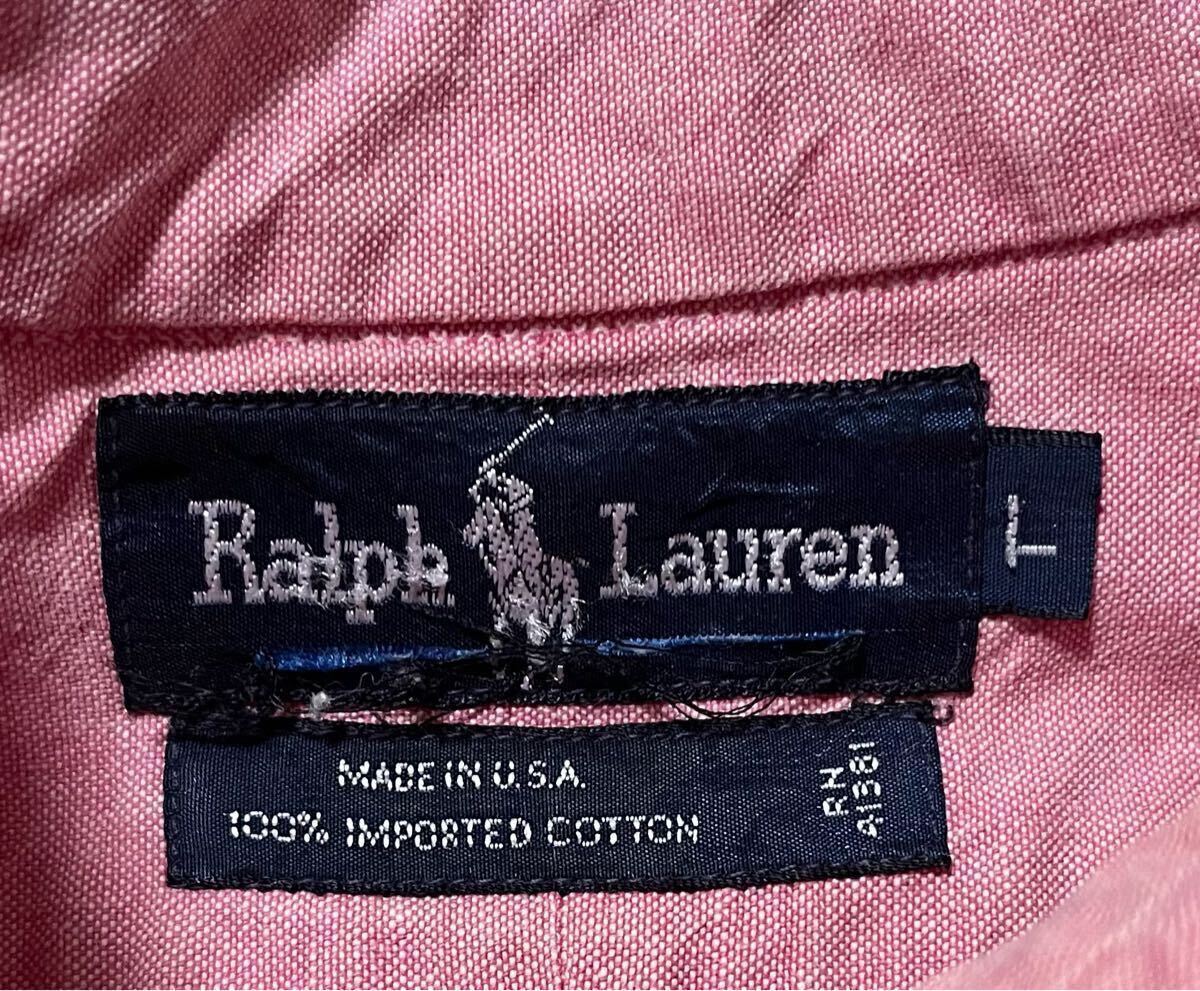 Ralph Lauren
T
MADE IN U.S.A.
100% IMPORTED COTTON
RN
41381